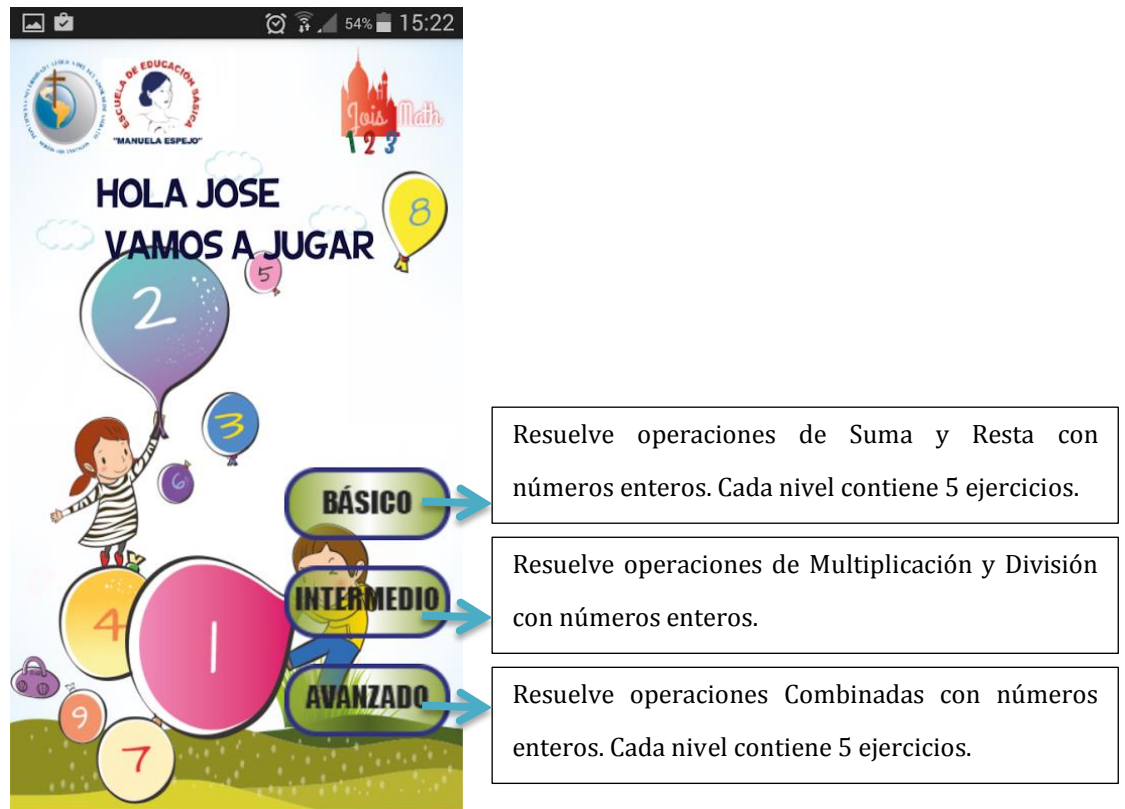 54% 15:22
ESCUELA DE EDUCACIÓN BASICA
"MANUELA ESPEJO"
Jois Math
1 2 3
HOLA JOSE
VAMOS A JUGAR
8
5
2
3
6
BÁSICO
Resuelve operaciones de Suma y Resta con
números enteros. Cada nivel contiene 5 ejercicios.
INTERMEDIO
Resuelve operaciones de Multiplicación y División
con números enteros.
4
1
AVANZADO
Resuelve operaciones Combinadas con números
enteros. Cada nivel contiene 5 ejercicios.
9
7